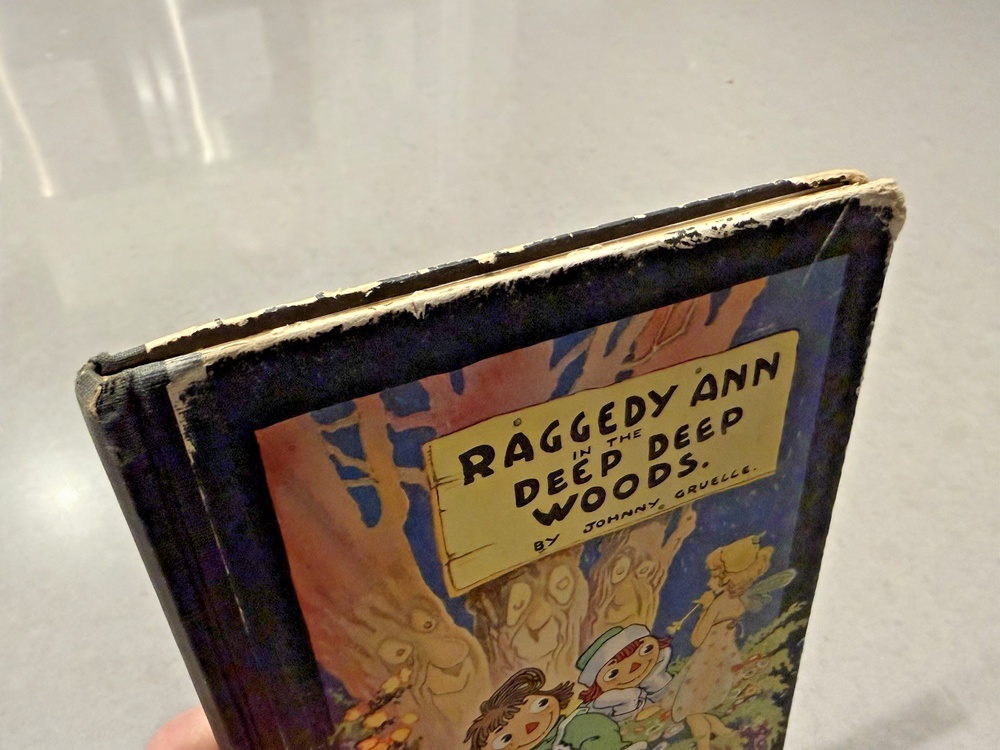 RAGGEDY ANN
IN THE
DEEP DEEP
WOODS.
BY JOHNNY GRUELLE.